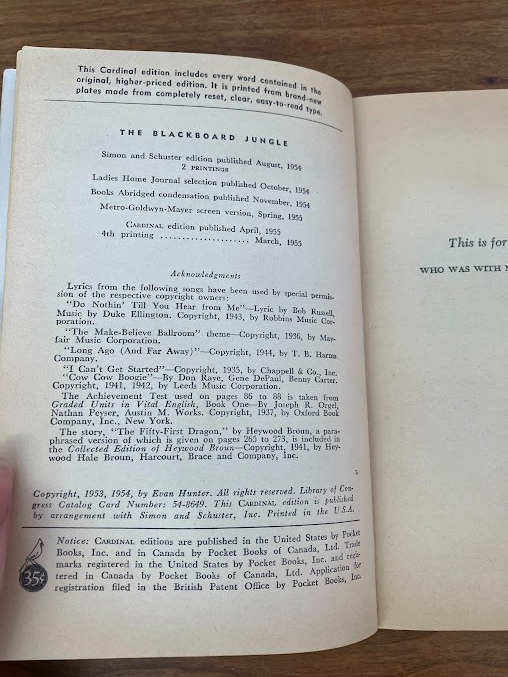 This Cardinal edition includes every word contained in the
original, higher-priced edition. It is printed from brand-new
plates made from completely reset, clear, easy-to-read type.
THE BLACKBOARD JUNGLE
Simon and Schuster edition published August, 1954
2 PRINTINGS
Ladies Home Journal selection published October, 1954
Books Abridged condensation published November, 1954
Metro-Goldwyn-Mayer screen version, Spring, 1955
CARDINAL edition published April, 1955
4th printing ..................... March, 1955
Acknowledgments
Lyrics from the following songs have been used by special permis-
sion of the respective copyright owners:
"Do Nothin' Till You Hear from Me"—Lyric by Bob Russell,
Music by Duke Ellington. Copyright, 1943, by Robbins Music Cor-
poration.
"The Make-Believe Ballroom" theme—Copyright, 1936, by May-
fair Music Corporation.
"Long Ago (And Far Away)"—Copyright, 1944, by T. B. Harms
Company.
"I Can't Get Started"—Copyright, 1935, by Chappell & Co., Inc.
"Cow Cow Boogie"—By Don Raye, Gene DePaul, Benny Carter.
Copyright, 1941, 1942, by Leeds Music Corporation.
The Achievement Test used on pages 86 to 88 is taken from
Graded Units in Vital English, Book One—By Joseph R. Orgel,
Nathan Peyser, Austin M. Works. Copyright, 1937, by Oxford Book
Company, Inc., New York.
The story, "The Fifty-First Dragon," by Heywood Broun, a para-
phrased version of which is given on pages 265 to 273, is included in
the Collected Edition of Heywood Broun—Copyright, 1941, by Hey-
wood Hale Broun, Harcourt, Brace and Company, Inc.
Copyright, 1953, 1954, by Evan Hunter. All rights reserved. Library of Con-
gress Catalog Card Number: 54-8649. This CARDINAL edition is published
by arrangement with Simon and Schuster, Inc. Printed in the U.S.A.
Notice: CARDINAL editions are published in the United States by Pocket
Books, Inc. and in Canada by Pocket Books of Canada, Ltd. Trade
marks registered in the United States by Pocket Books, Inc. and regis-
tered in Canada by Pocket Books of Canada, Ltd. Application for
registration filed in the British Patent Office by Pocket Books, Inc.
35¢
This is for
WHO WAS WITH